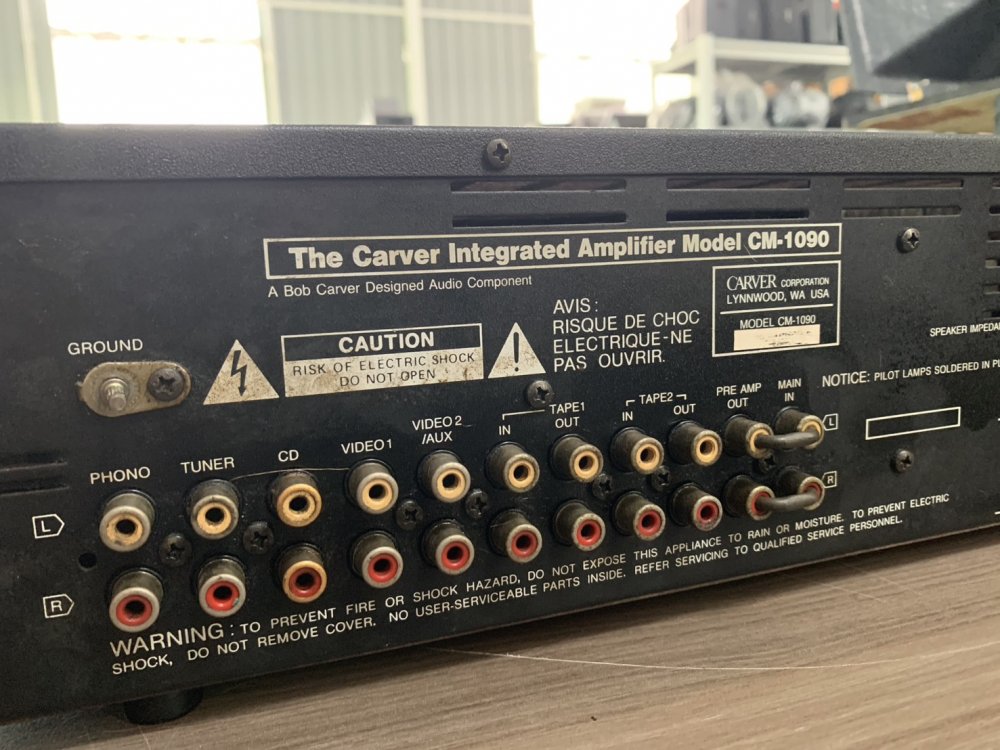 The Carver Integrated Amplifier Model CM-1090
A Bob Carver Designed Audio Component
CARVER CORPORATION
LYNNWOOD, WA USA
MODEL CM-1090
GROUND
CAUTION
RISK OF ELECTRIC SHOCK
DO NOT OPEN
!
AVIS :
RISQUE DE CHOC
ELECTRIQUE-NE
PAS OUVRIR.
SPEAKER
NOTICE: PILOT LAMPS SOLDERED IN
PHONO
TUNER
CD
VIDEO 1
VIDEO 2
/AUX
TAPE1
IN
OUT
TAPE2
IN
OUT
PRE AMP
OUT
MAIN
IN
L
L
R
R
WARNING : TO PREVENT FIRE OR SHOCK HAZARD, DO NOT EXPOSE THIS APPLIANCE TO RAIN OR MOISTURE. TO PREVENT ELECTRIC
SHOCK, DO NOT REMOVE COVER. NO USER-SERVICEABLE PARTS INSIDE. REFER SERVICING TO QUALIFIED SERVICE PERSONNEL.